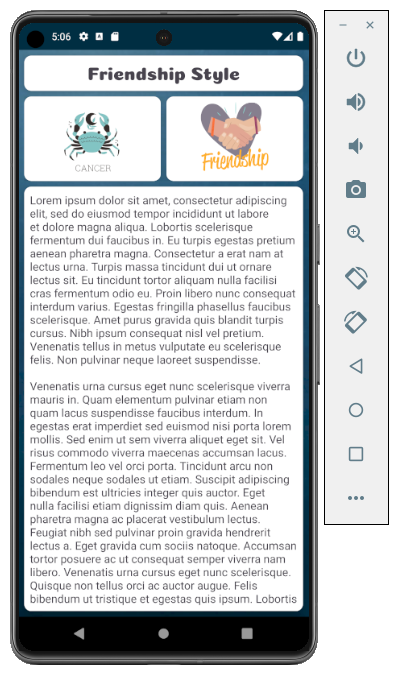 5:06
Friendship Style
CANCER
Friendship
Lorem ipsum dolor sit amet, consectetur adipiscing
elit, sed do eiusmod tempor incididunt ut labore
et dolore magna aliqua. Lobortis scelerisque
fermentum dui faucibus in. Eu turpis egestas pretium
aenean pharetra magna. Consectetur a erat nam at
lectus urna. Turpis massa tincidunt dui ut ornare
lectus sit. Eu tincidunt tortor aliquam nulla facilisi
cras fermentum odio eu. Proin libero nunc consequat
interdum varius. Egestas fringilla phasellus faucibus
scelerisque. Amet purus gravida quis blandit turpis
cursus. Nibh ipsum consequat nisl vel pretium.
Venenatis tellus in metus vulputate eu scelerisque
felis. Non pulvinar neque laoreet suspendisse.
Venenatis urna cursus eget nunc scelerisque viverra
mauris in. Quam elementum pulvinar etiam non
quam lacus suspendisse faucibus interdum. In
egestas erat imperdiet sed euismod nisi porta lorem
mollis. Sed enim ut sem viverra aliquet eget sit. Vel
risus commodo viverra maecenas accumsan lacus.
Fermentum leo vel orci porta. Tincidunt arcu non
sodales neque sodales ut etiam. Suscipit adipiscing
bibendum est ultricies integer quis auctor. Eget
nulla facilisi etiam dignissim diam quis. Aenean
pharetra magna ac placerat vestibulum lectus.
Feugiat nibh sed pulvinar proin gravida hendrerit
lectus a. Eget gravida cum sociis natoque. Accumsan
tortor posuere ac ut consequat semper viverra nam
libero. Venenatis urna cursus eget nunc scelerisque.
Quisque non tellus orci ac auctor augue. Felis
bibendum ut tristique et egestas quis ipsum. Lobortis